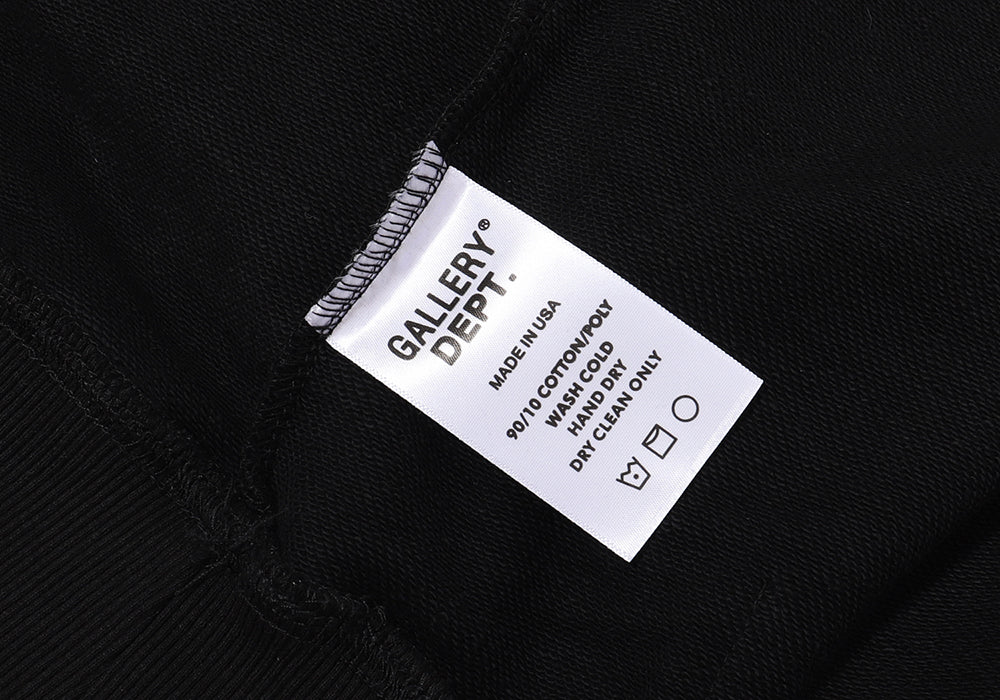 GALLERY®
DEPT.
MADE IN USA
90/10 COTTON/POLY
WASH COLD
HAND DRY
DRY CLEAN ONLY